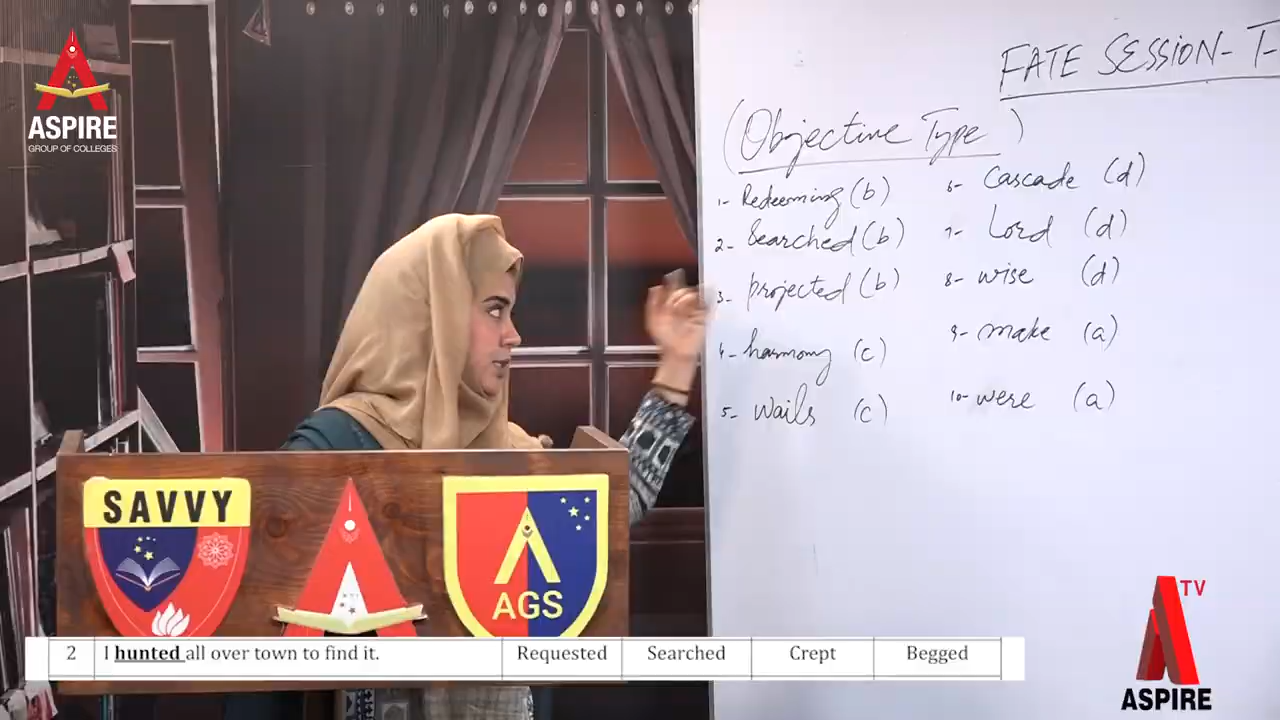 ASPIRE
GROUP OF COLLEGES
FATE SESSION- T-
(Objective Type)
1- Redeeming (b)
2- Searched (b)
3- projected (b)
4- harmony (c)
5- wails (c)
6- Cascade (d)
7- Lord (d)
8- wise (d)
9- make (a)
10- were (a)
SAVVY
AGS
2 I hunted all over town to find it. Requested Searched Crept Begged
TV
ASPIRE